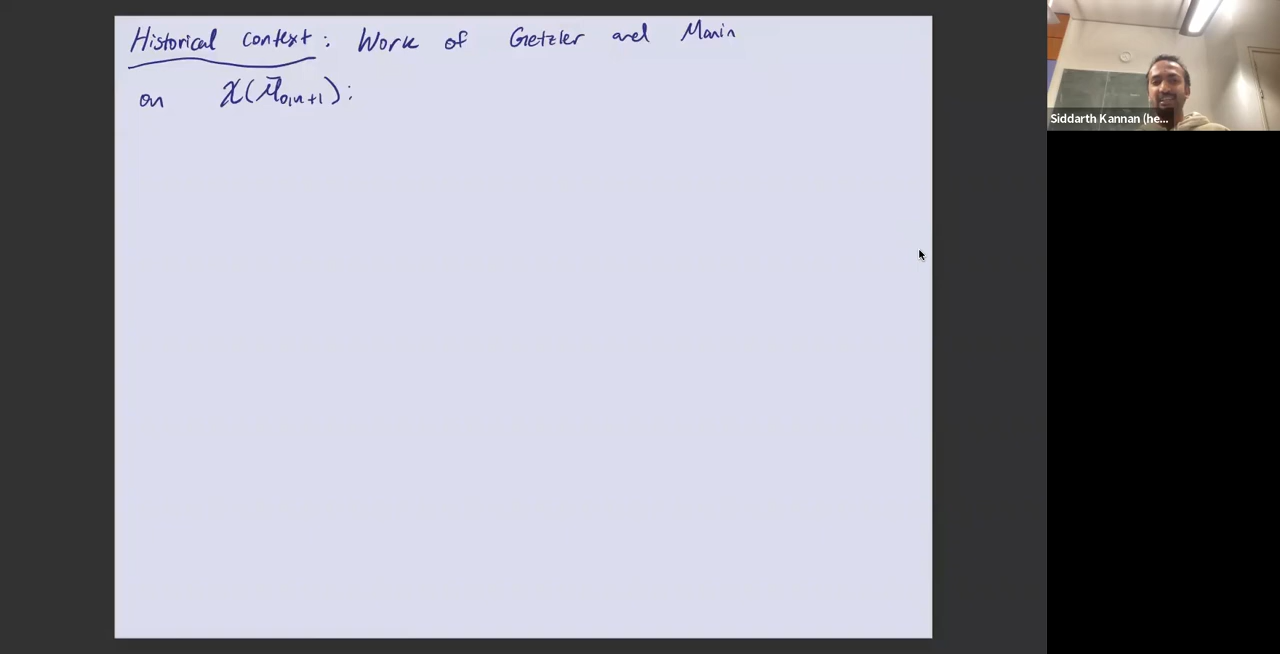 Historical context: Work of Getzler and Manin
on χ(M̄₀,ₙ₊₁):
Siddarth Kannan (he...